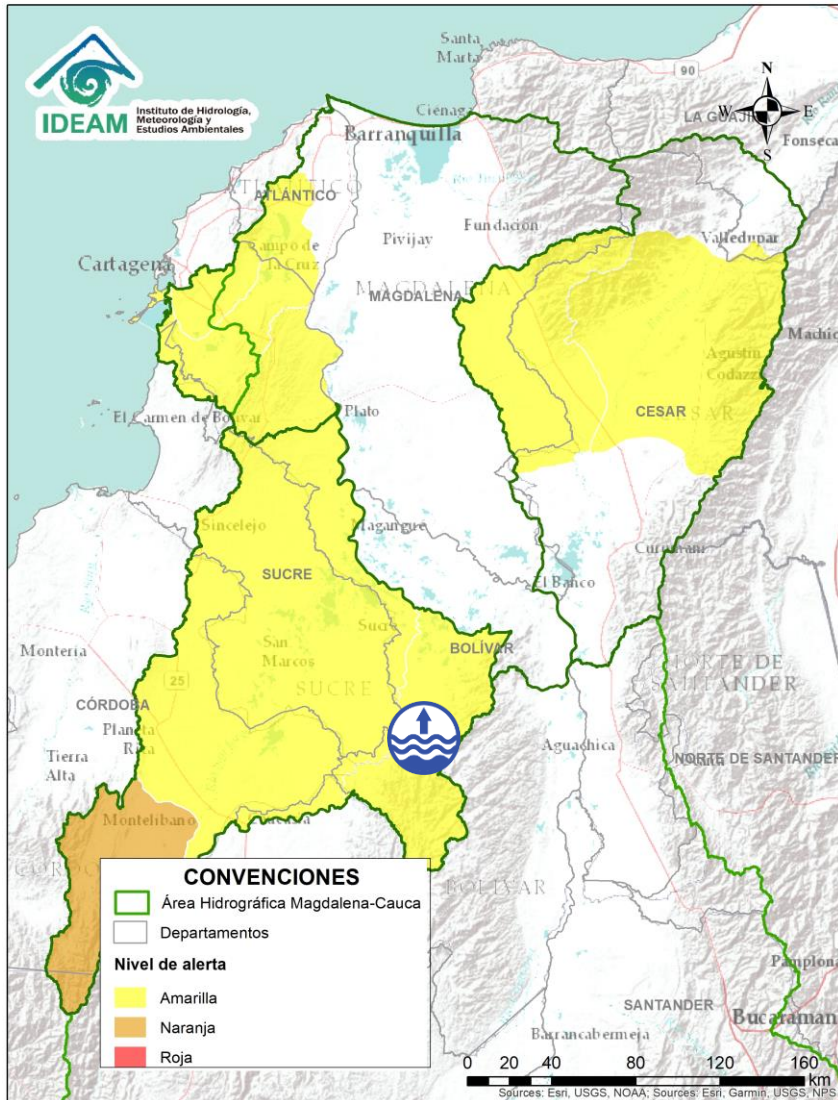 IDEAM
Instituto de Hidrología,
Meteorología y
Estudios Ambientales
Santa
Marta
90
N
W E
S
LA GUAJIRA
Fonseca
Ciénaga
Barranquilla
ATLÁNTICO
Campo de
la Cruz
Pivijay
Fundación
Valledupar
Cartagena
MAGDALENA
MAGDALENA
Agustín
Codazzi
CESAR
El Carmen de Bolívar
Plato
Sincelejo
Magangue
Curumaní
SUCRE
El Banco
Sucre
San
Marcos
BOLÍVAR
SUCRE
Montería
25
NORTE DE
SANTANDER
CÓRDOBA
Planeta
Rica
Tierra
Alta
Aguachica
NORTE DE SANTANDER
Montelíbano
BOLÍVAR
CONVENCIONES
Área Hidrográfica Magdalena-Cauca
Departamentos
Nivel de alerta
Amarilla
Naranja
Roja
Pamplona
SANTANDER
Bucaraman
Barrancabermeja
0 20 40 80 120 160
Km
Sources: Esri, USGS, NOAA; Sources: Esri, Garmin, USGS, NPS